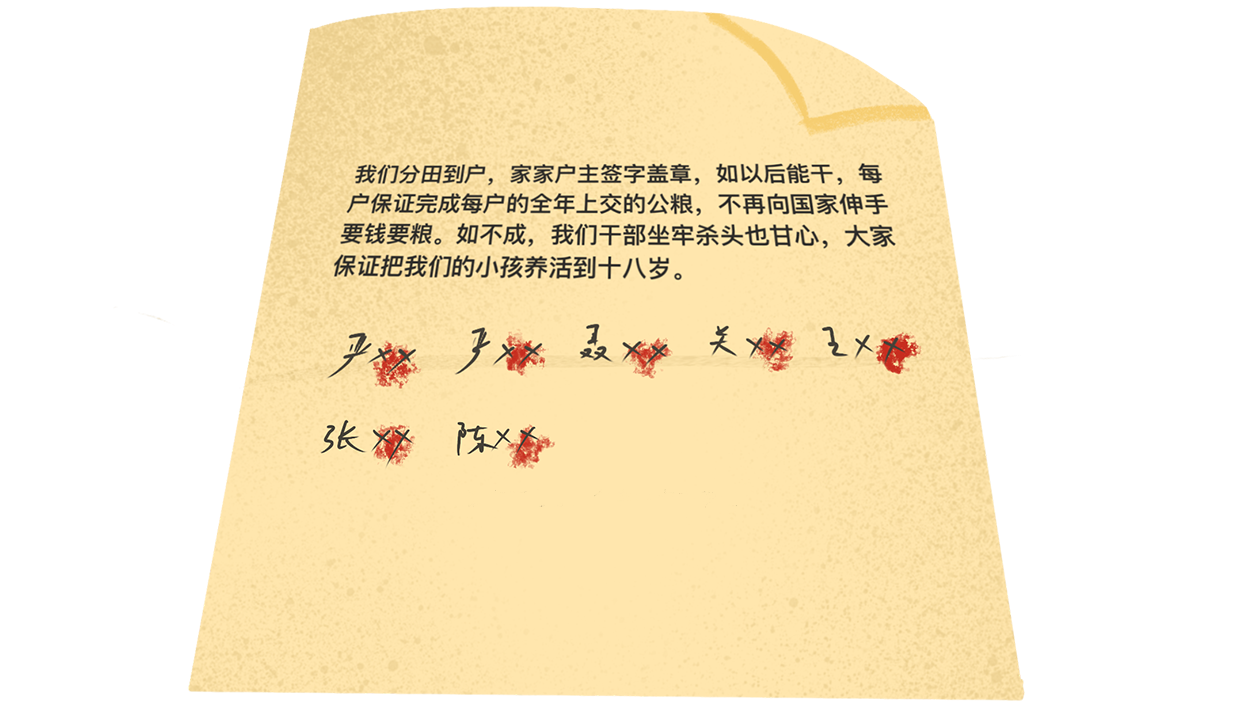 我们分田到户，家家户主签字盖章，如以后能干，每
户保证完成每户的全年上交的公粮，不再向国家伸手
要钱要粮。如不成，我们干部坐牢杀头也甘心，大家
保证把我们的小孩养活到十八岁。
严×× 严×× 聂×× 关×× 王××
张×× 陈××